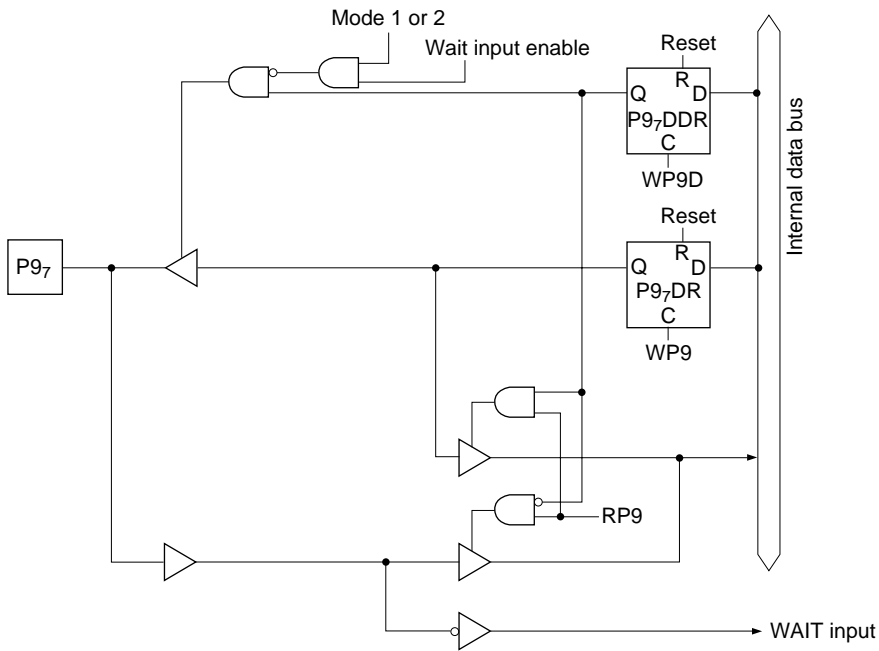 Mode 1 or 2
Wait input enable
Reset
R
Q
D
P9₇DDR
C
WP9D
Internal data bus
Reset
R
Q
D
P9₇
P9₇DR
C
WP9
RP9
WAIT input